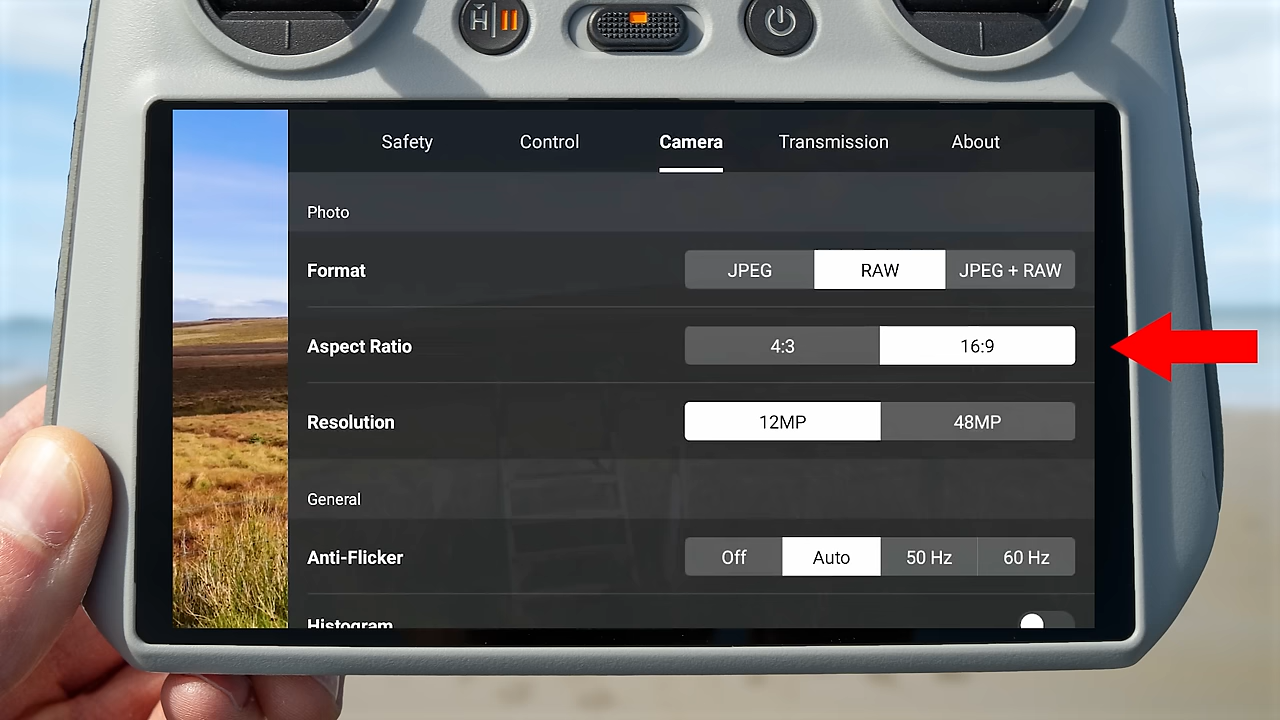 H
Safety Control Camera Transmission About
Photo
Format JPEG RAW JPEG + RAW
Aspect Ratio 4:3 16:9
Resolution 12MP 48MP
General
Anti-Flicker Off Auto 50 Hz 60 Hz
Histogram